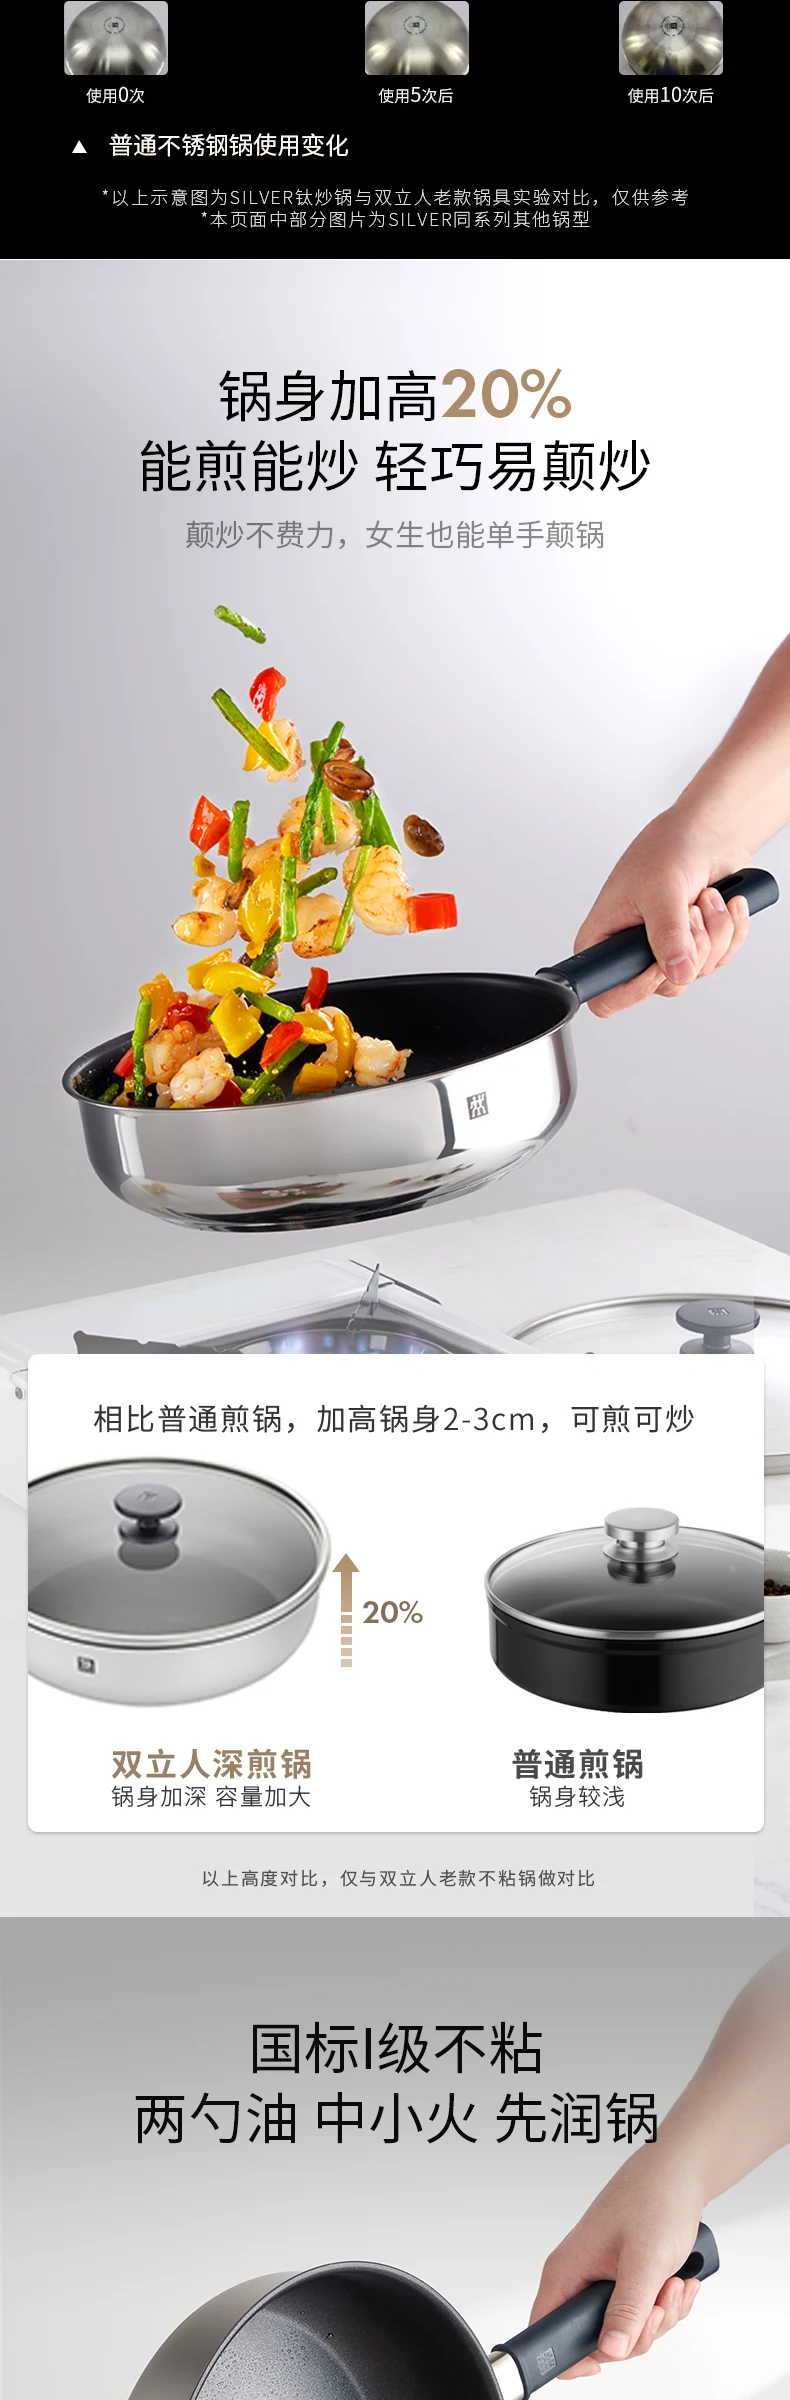 使用0次
使用5次后
使用10次后
▲ 普通不锈钢锅使用变化
*以上示意图为SILVER钛炒锅与双立人老款锅具实验对比，仅供参考
*本页面中部分图片为SILVER同系列其他锅型
锅身加高20%
能煎能炒 轻巧易颠炒
颠炒不费力，女生也能单手颠锅
相比普通煎锅，加高锅身2-3cm，可煎可炒
20%
双立人深煎锅
锅身加深 容量加大
普通煎锅
锅身较浅
以上高度对比，仅与双立人老款不粘锅做对比
国标I级不粘
两勺油 中小火 先润锅